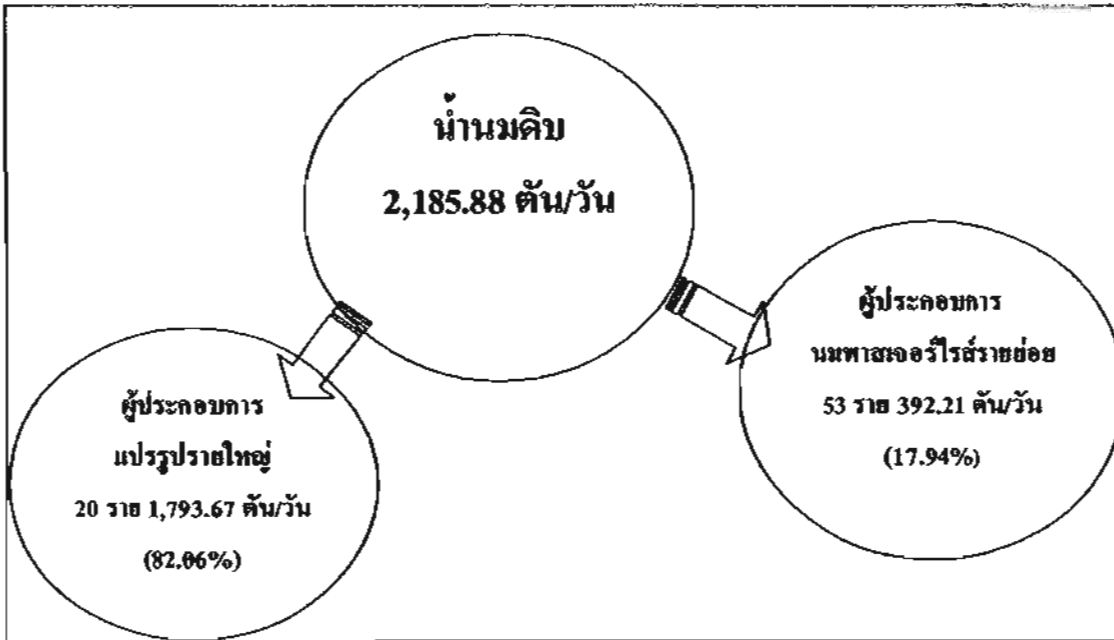 น้ำนมดิบ
2,185.88 ตัน/วัน
ผู้ประกอบการ
แปรรูปรายใหญ่
20 ราย 1,793.67 ตัน/วัน
(82.06%)
ผู้ประกอบการ
นมพาสเจอร์ไรส์รายย่อย
53 ราย 392.21 ตัน/วัน
(17.94%)